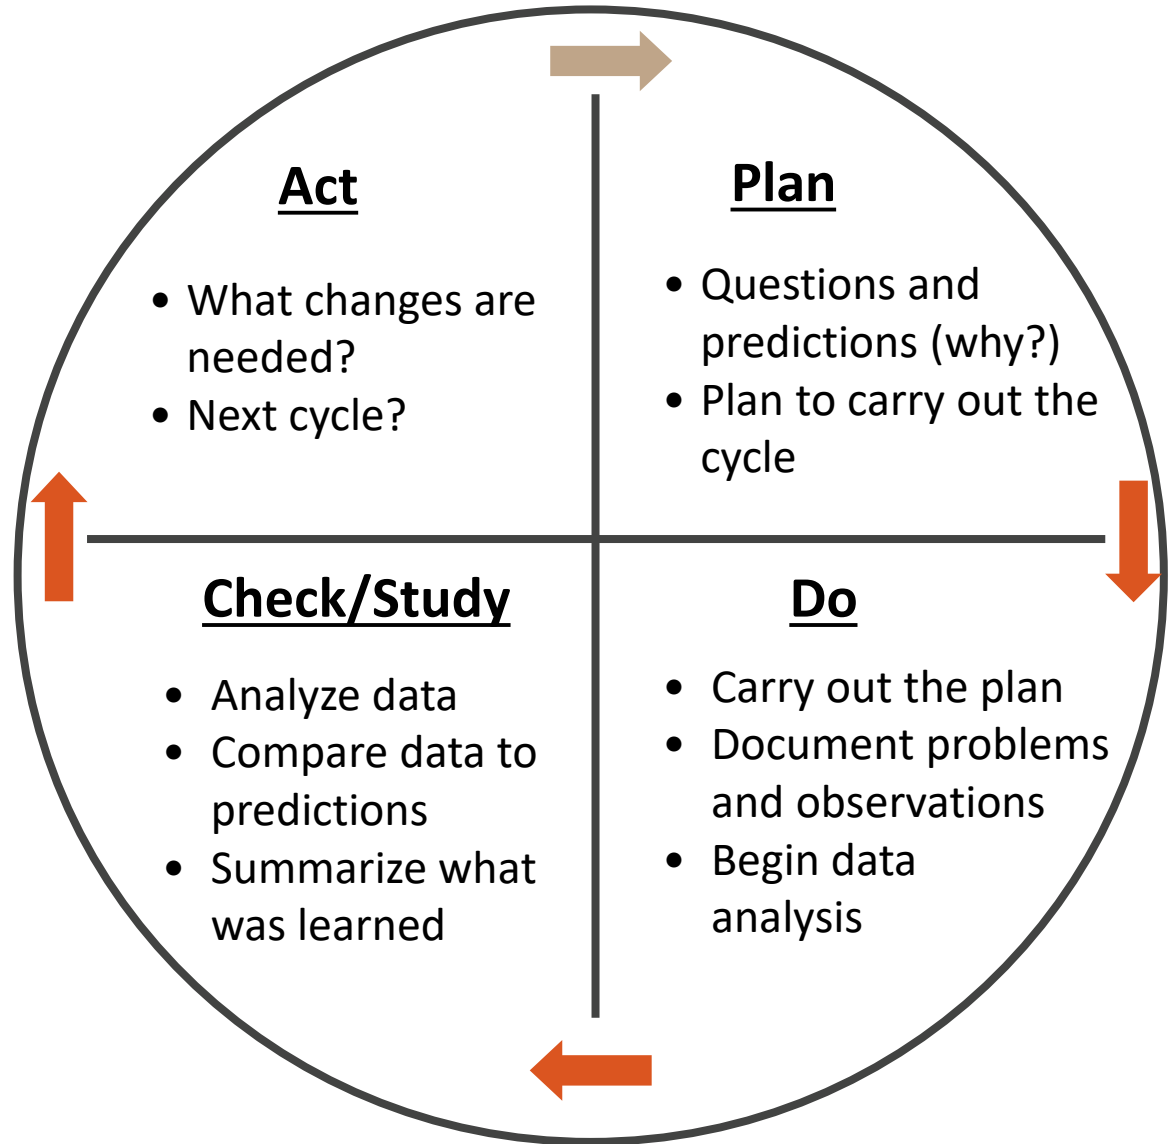 Act
• What changes are
needed?
• Next cycle?
Plan
• Questions and
predictions (why?)
• Plan to carry out the
cycle
Check/Study
• Analyze data
• Compare data to
predictions
• Summarize what
was learned
Do
• Carry out the plan
• Document problems
and observations
• Begin data
analysis